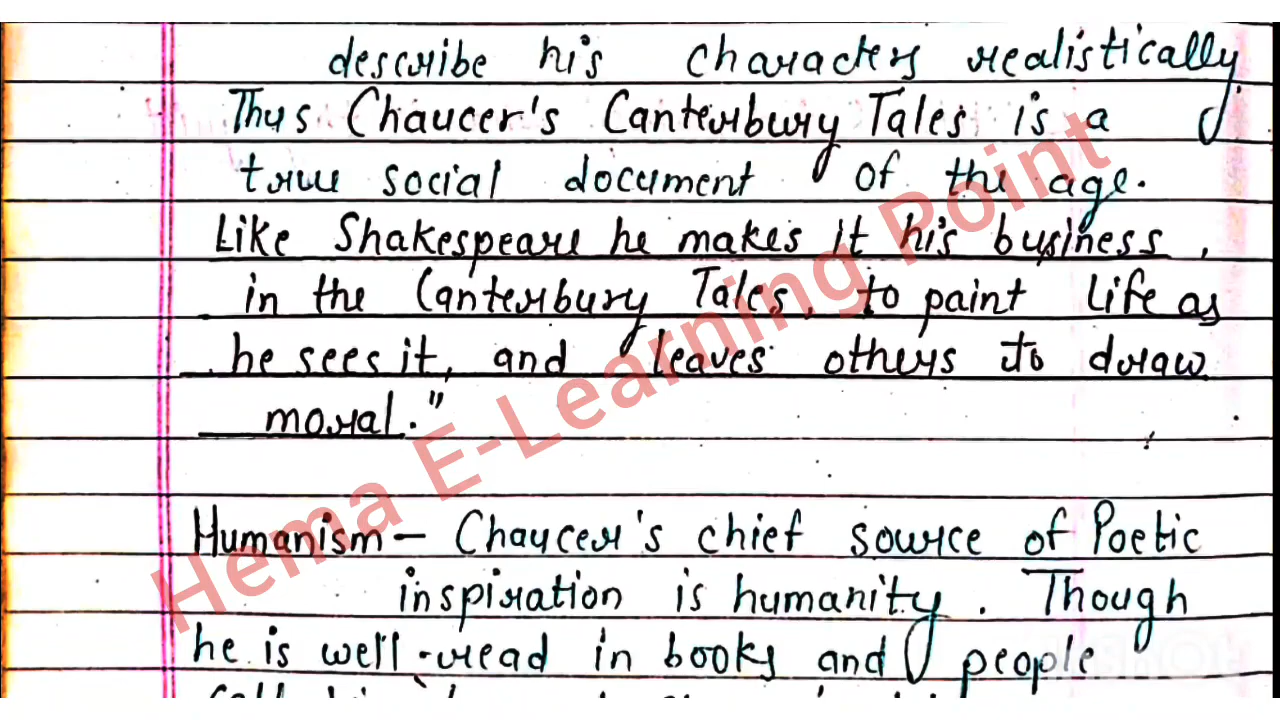 describe his characters realistically.
Thus Chaucer's Canterbury Tales is a
true social document of the age.
Like Shakespeare he makes it his business,
in the Canterbury Tales, to paint life as
he sees it, and leaves others to draw
moral."
Humanism – Chaucer's chief source of Poetic
inspiration is humanity. Though
he is well-read in books and people
Hema E-Learning Point